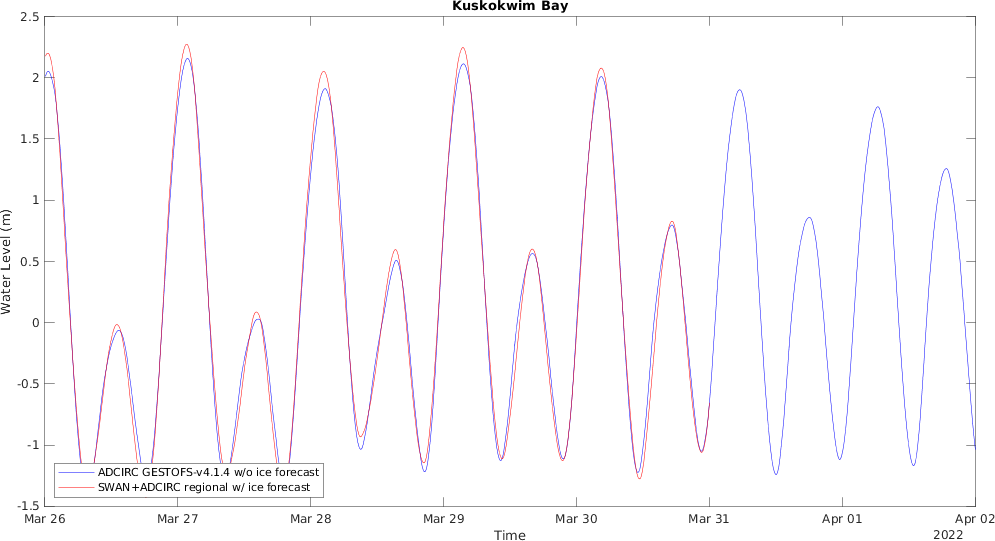 Kuskokwim Bay
2.5
2
1.5
1
0.5
0
-0.5
-1
-1.5
Water Level (m)
ADCIRC GESTOFS-v4.1.4 w/o ice forecast
SWAN+ADCIRC regional w/ ice forecast
Mar 26 Mar 27 Mar 28 Mar 29 Mar 30 Mar 31 Apr 01 Apr 02
Time
2022